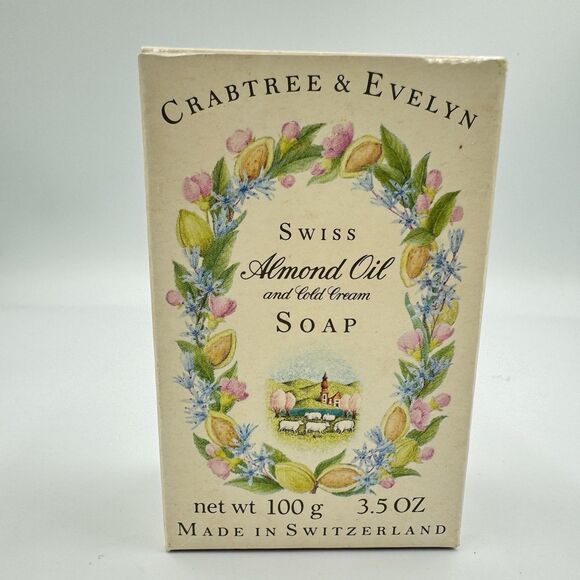 CRABTREE & EVELYN
SWISS
Almond Oil
and Cold Cream
SOAP
net wt 100 g 3.5 OZ
MADE IN SWITZERLAND